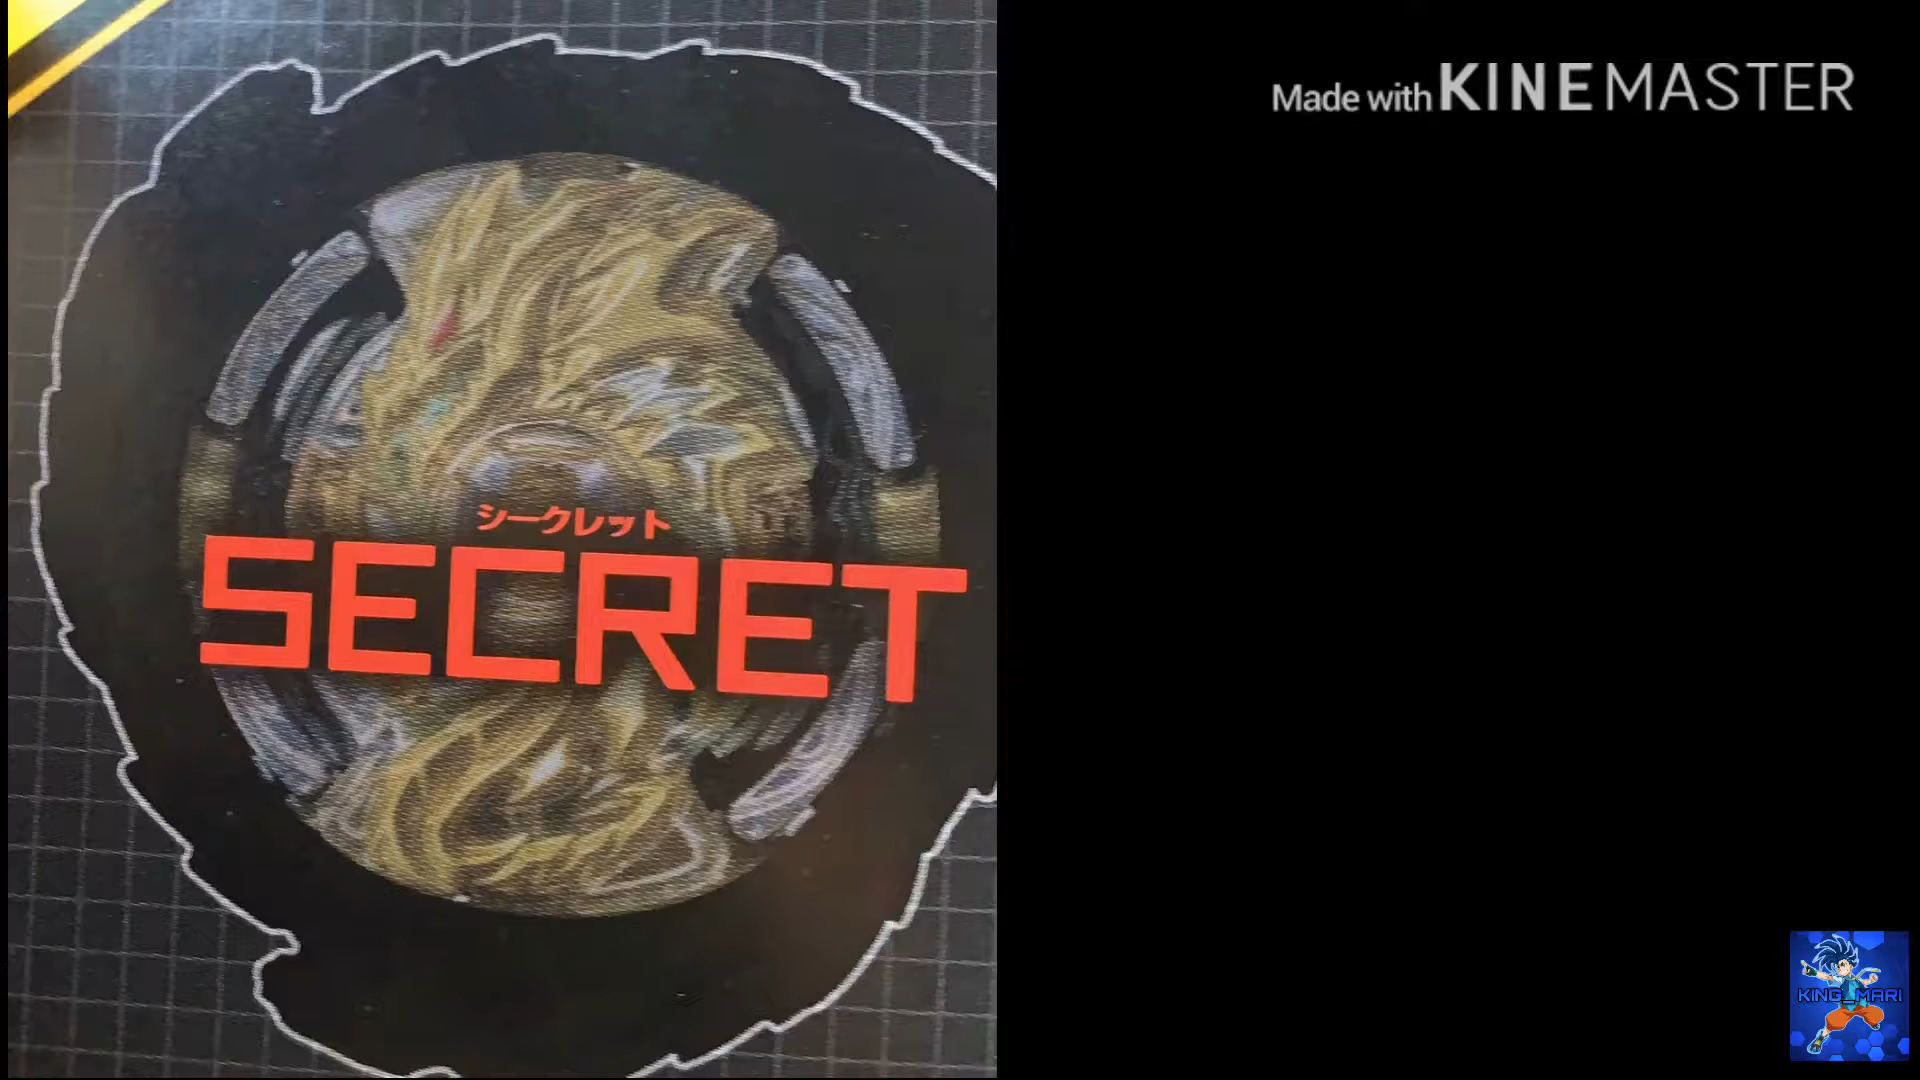 Made with KINEMASTER
シークレット
SECRET
KING_MARI